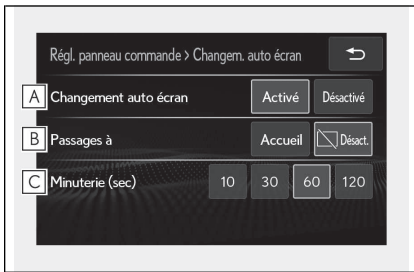 Régl. panneau commande > Changem. auto écran
A Changement auto écran Activé Désactivé
B Passages à Accueil Désact.
C Minuterie (sec) 10 30 60 120